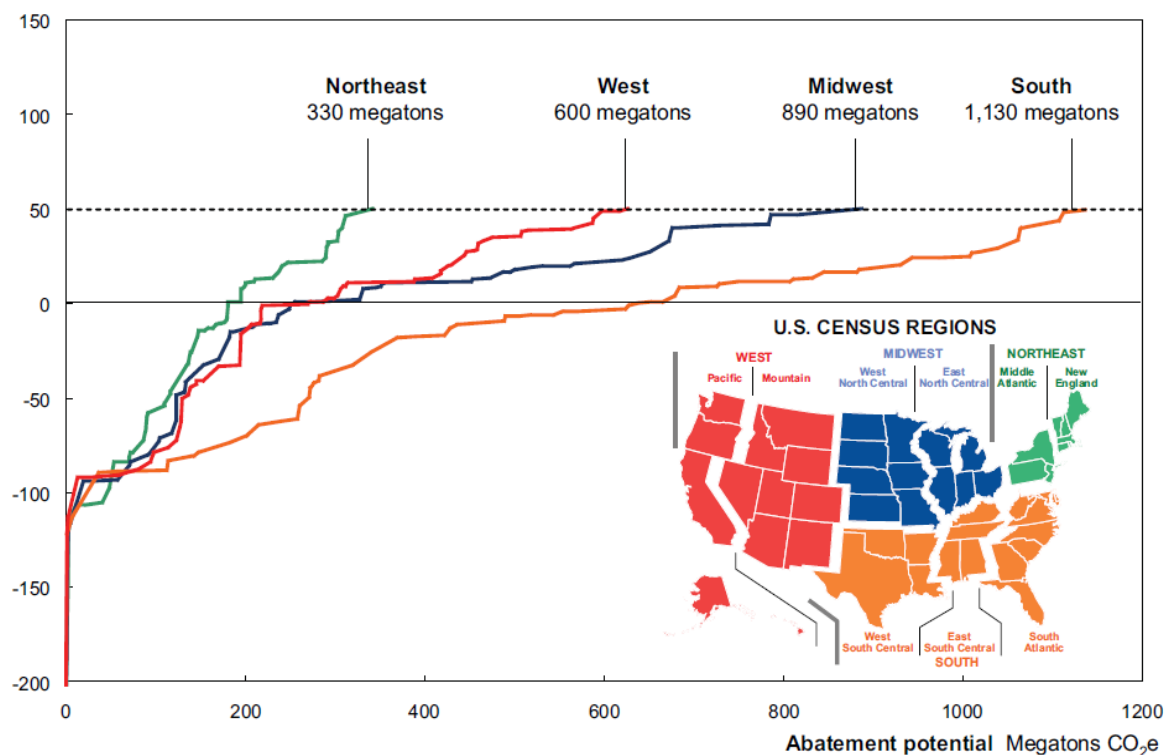 150
100
50
0
-50
-100
-150
-200
Northeast
330 megatons
West
600 megatons
Midwest
890 megatons
South
1,130 megatons
U.S. CENSUS REGIONS
WEST
Pacific
Mountain
MIDWEST
West
North Central
East
North Central
NORTHEAST
Middle
Atlantic
New
England
West
South Central
East
South Central
SOUTH
South
Atlantic
0
200
400
600
800
1000
1200
Abatement potential Megatons CO₂e